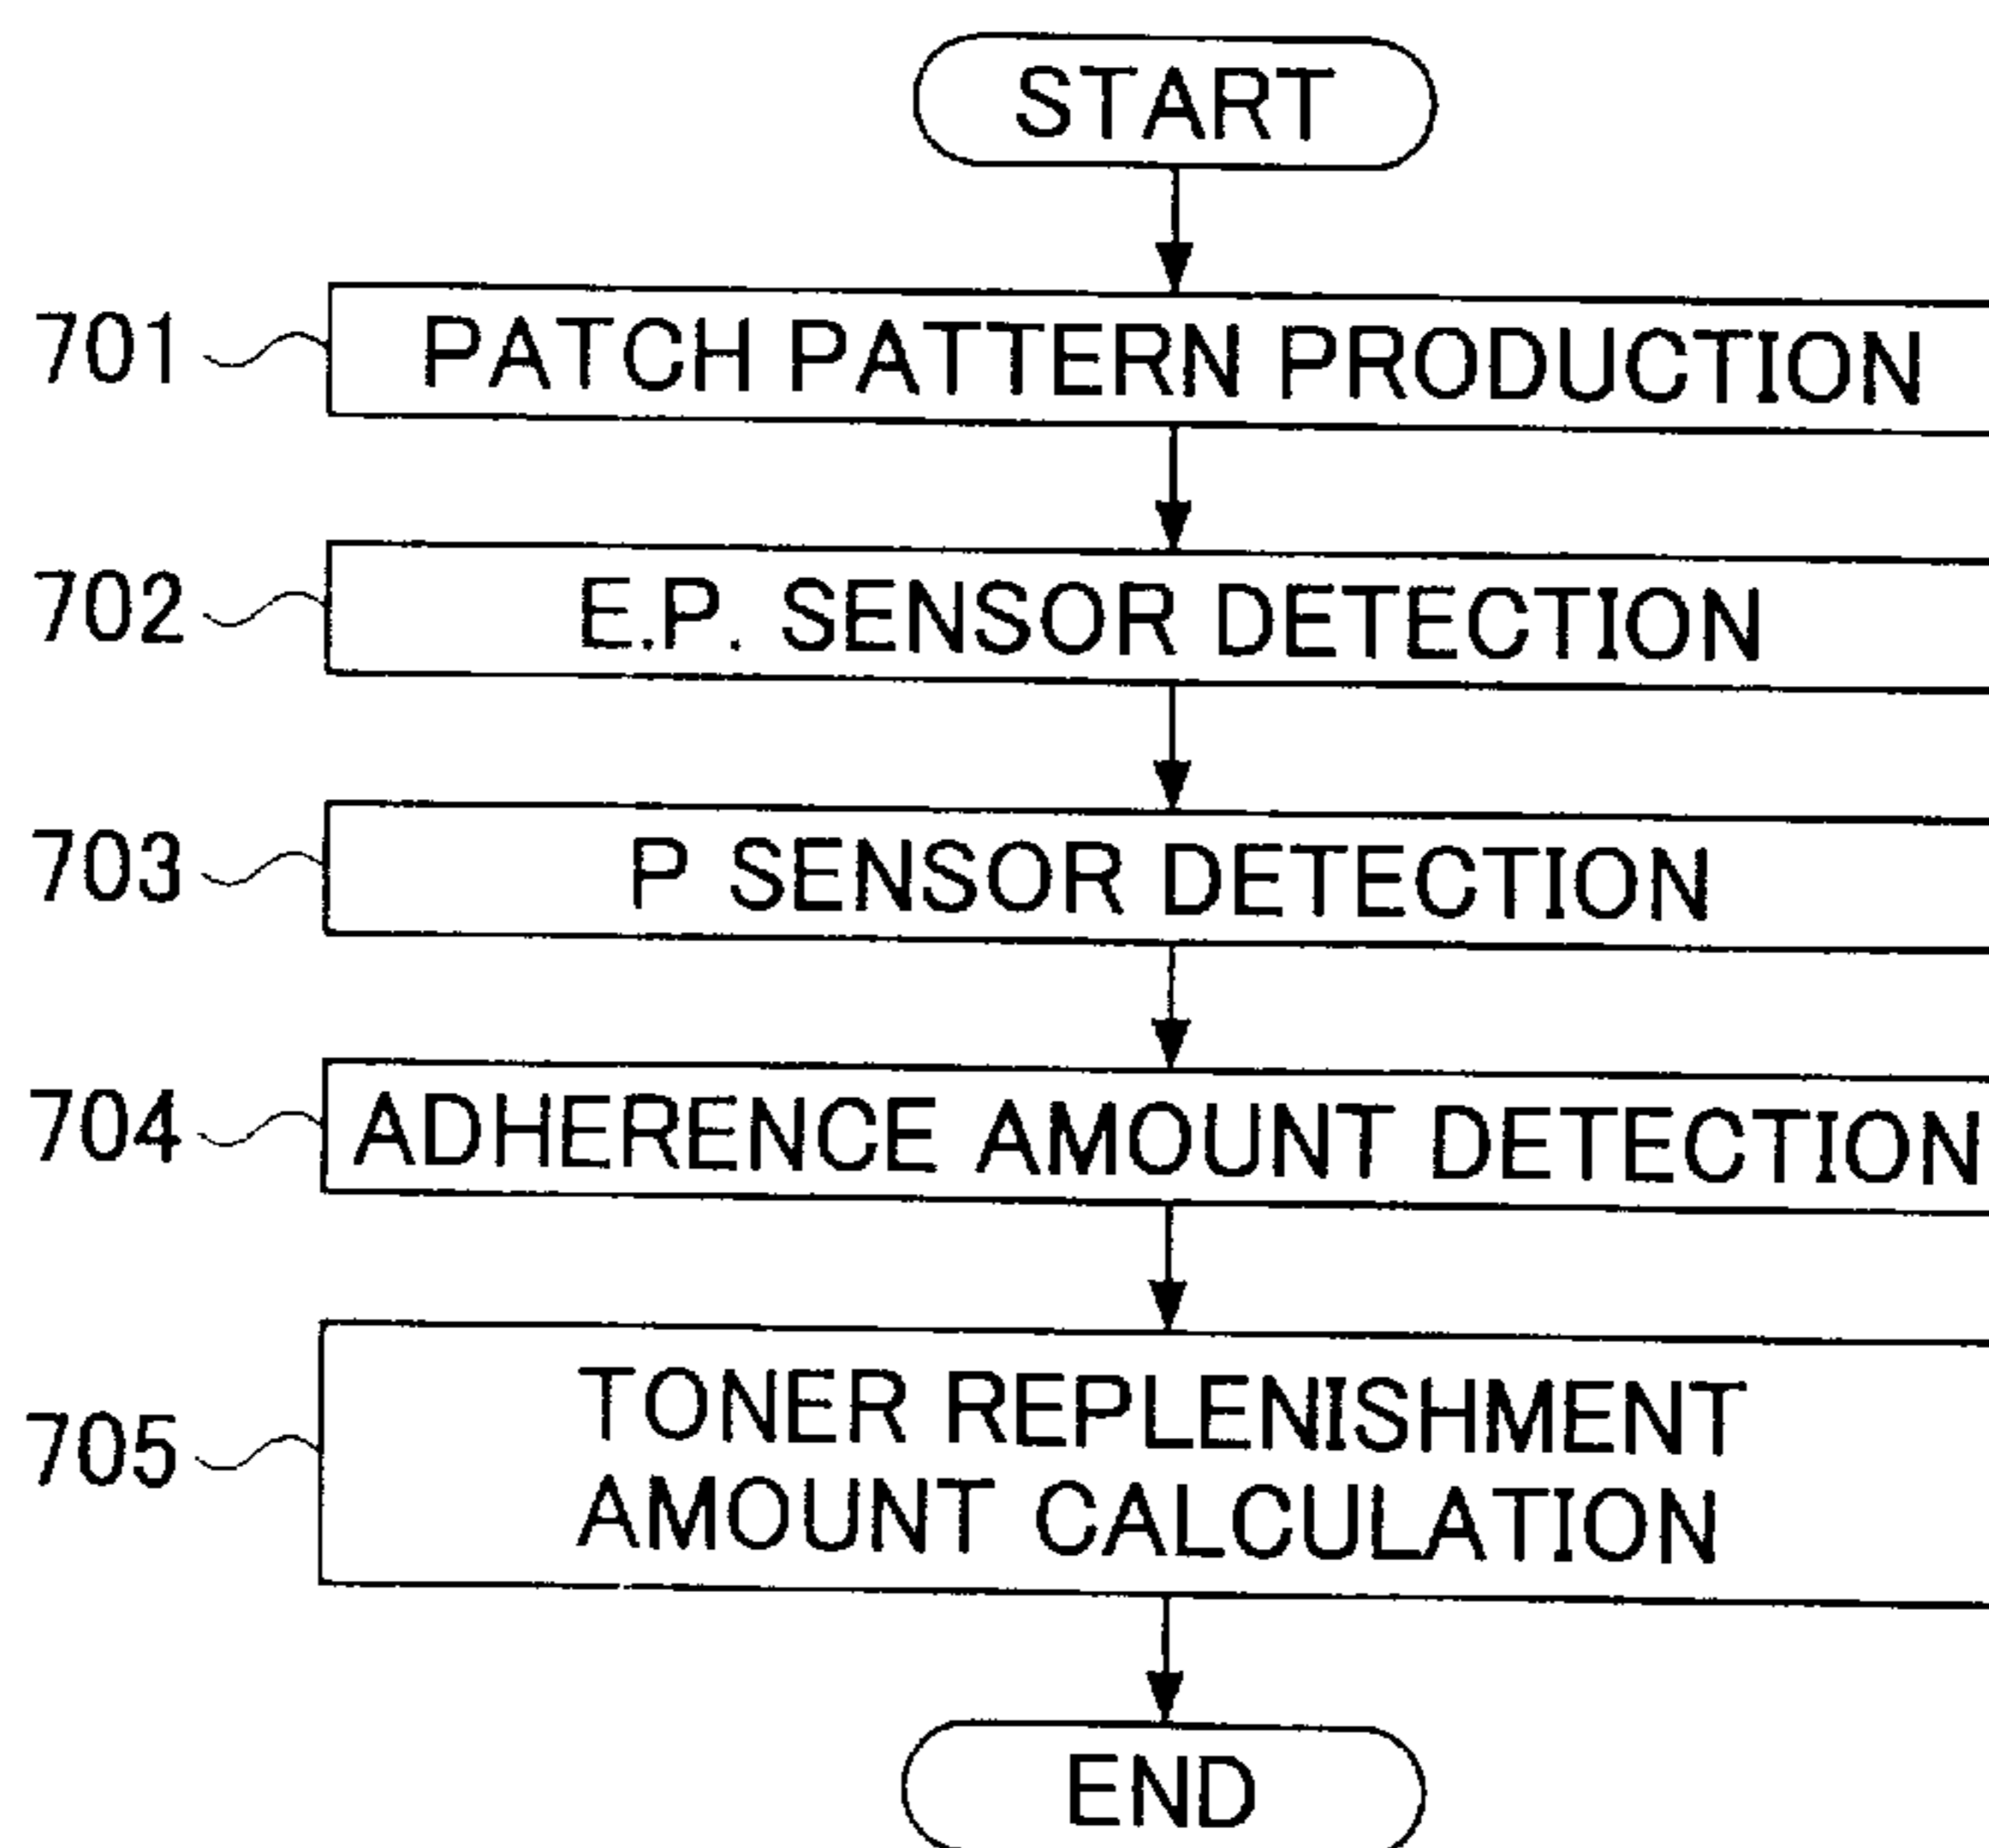 START
701 PATCH PATTERN PRODUCTION
702 E.P. SENSOR DETECTION
703 P SENSOR DETECTION
704 ADHERENCE AMOUNT DETECTION
705 TONER REPLENISHMENT
AMOUNT CALCULATION
END